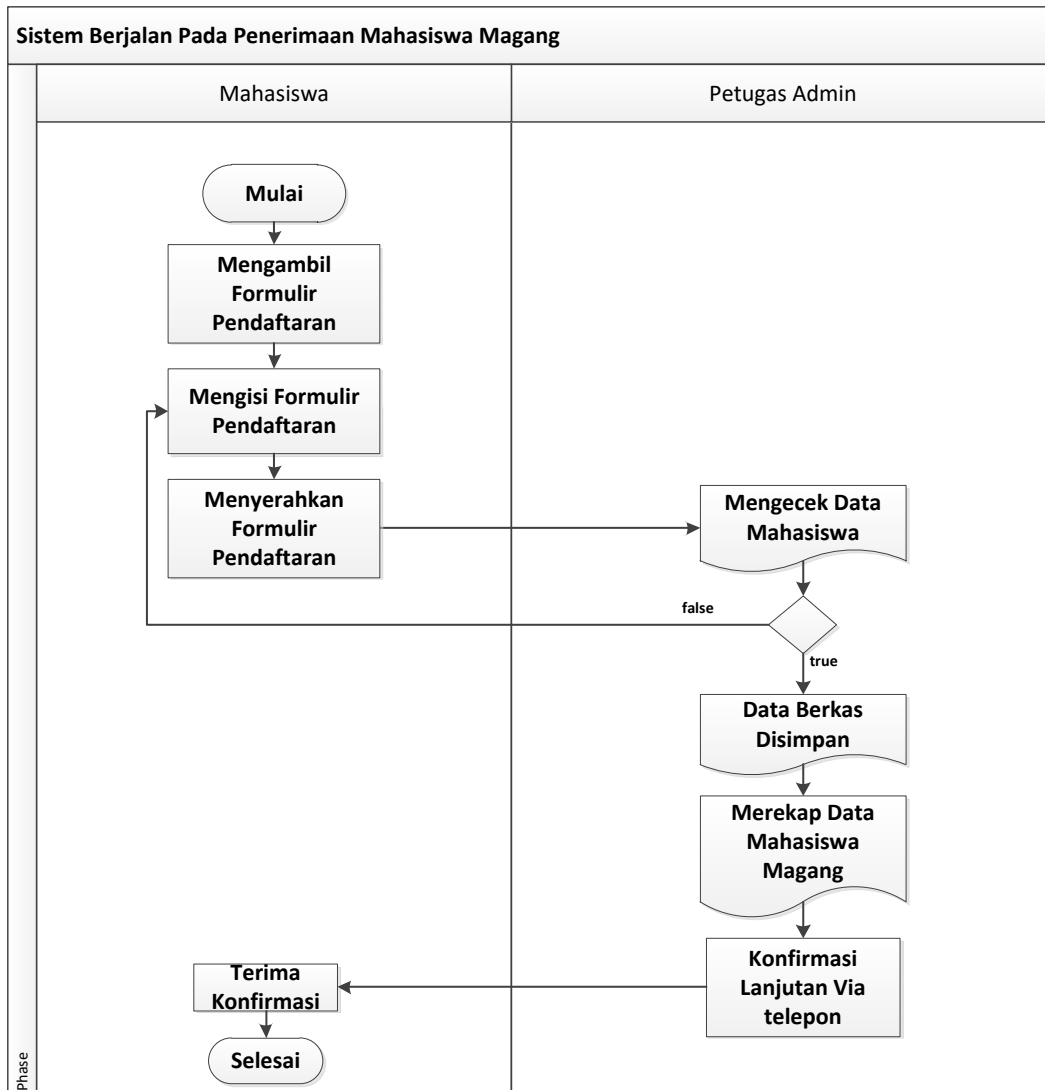 Sistem Berjalan Pada Penerimaan Mahasiswa Magang
Mahasiswa
Petugas Admin
Mulai
Mengambil
Formulir
Pendaftaran
Mengisi Formulir
Pendaftaran
Menyerahkan
Formulir
Pendaftaran
Mengecek Data
Mahasiswa
false
true
Data Berkas
Disimpan
Merekap Data
Mahasiswa
Magang
Konfirmasi
Lanjutan Via
telepon
Terima
Konfirmasi
Selesai
Phase